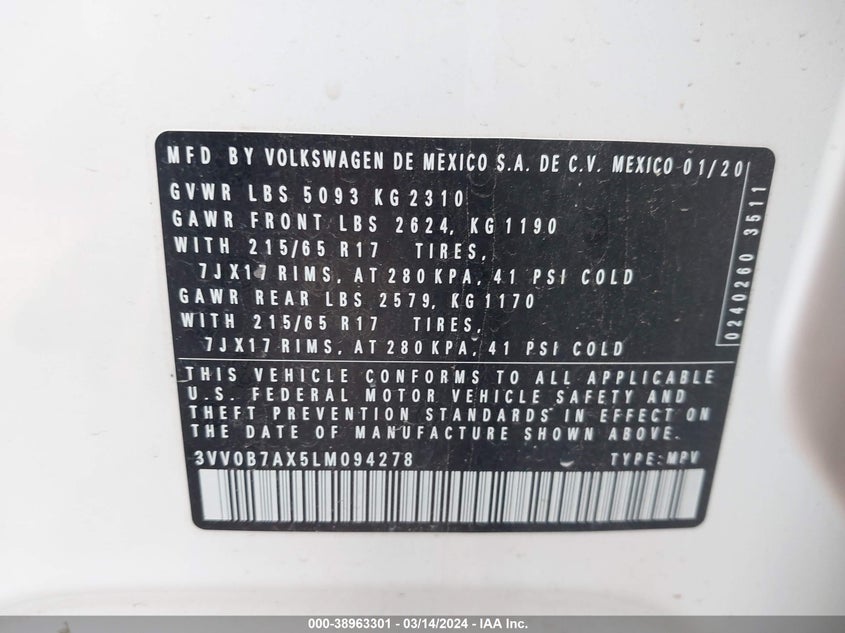 MFD BY VOLKSWAGEN DE MEXICO S.A. DE C.V. MEXICO 01/20
GVWR LBS 5093 KG 2310
GAWR FRONT LBS 2624, KG 1190
WITH 215/65 R17 TIRES,
7JX17 RIMS, AT 280 KPA, 41 PSI COLD
GAWR REAR LBS 2579, KG 1170
WITH 215/65 R17 TIRES,
7JX17 RIMS, AT 280 KPA, 41 PSI COLD
0240260 3511
THIS VEHICLE CONFORMS TO ALL APPLICABLE
U.S. FEDERAL MOTOR VEHICLE SAFETY AND
THEFT PREVENTION STANDARDS IN EFFECT ON
THE DATE OF MANUFACTURE SHOWN ABOVE.
3VV0B7AX5LM094278 TYPE: MPV
000-38963301 - 03/14/2024 - IAAI Inc.